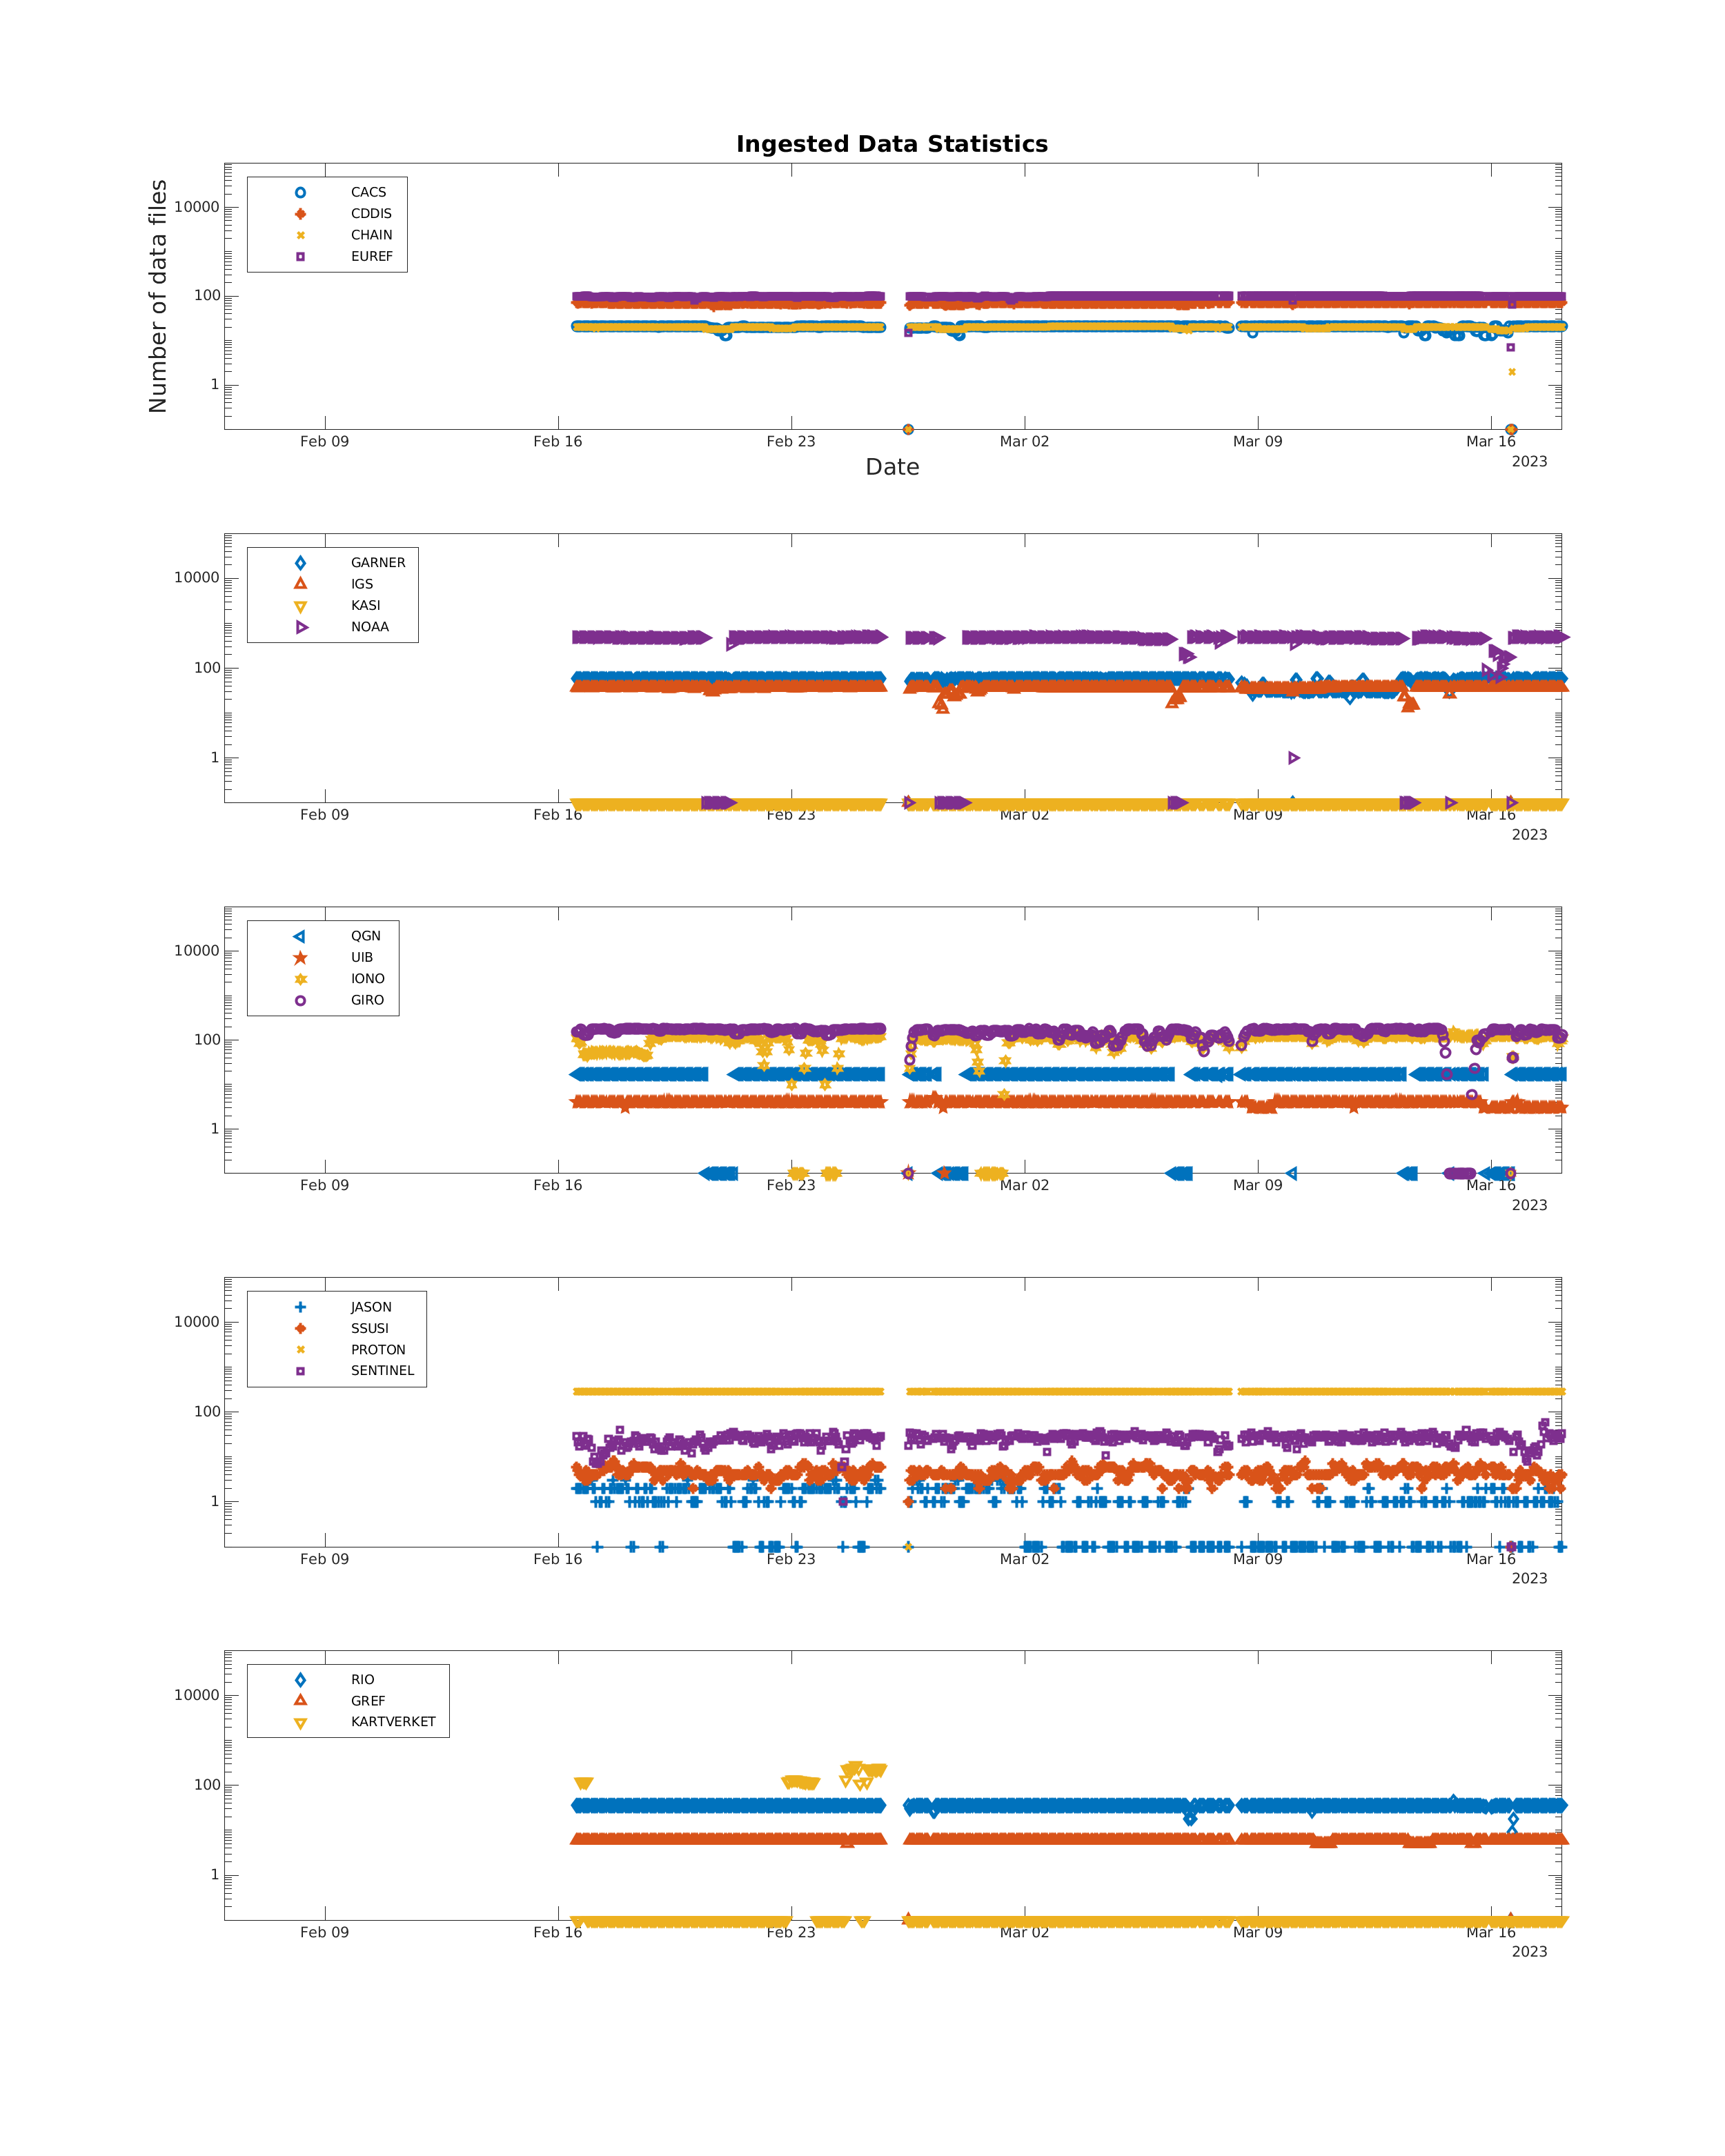 Ingested Data Statistics
Number of data files
CACS
CDDIS
CHAIN
EUREF
10000
100
1
Feb 09 Feb 16 Feb 23 Mar 02 Mar 09 Mar 16
2023
Date
GARNER
IGS
KASI
NOAA
10000
100
1
Feb 09 Feb 16 Feb 23 Mar 02 Mar 09 Mar 16
2023
QGN
UIB
IONO
GIRO
10000
100
1
Feb 09 Feb 16 Feb 23 Mar 02 Mar 09 Mar 16
2023
JASON
SSUSI
PROTON
SENTINEL
10000
100
1
Feb 09 Feb 16 Feb 23 Mar 02 Mar 09 Mar 16
2023
RIO
GREF
KARTVERKET
10000
100
1
Feb 09 Feb 16 Feb 23 Mar 02 Mar 09 Mar 16
2023